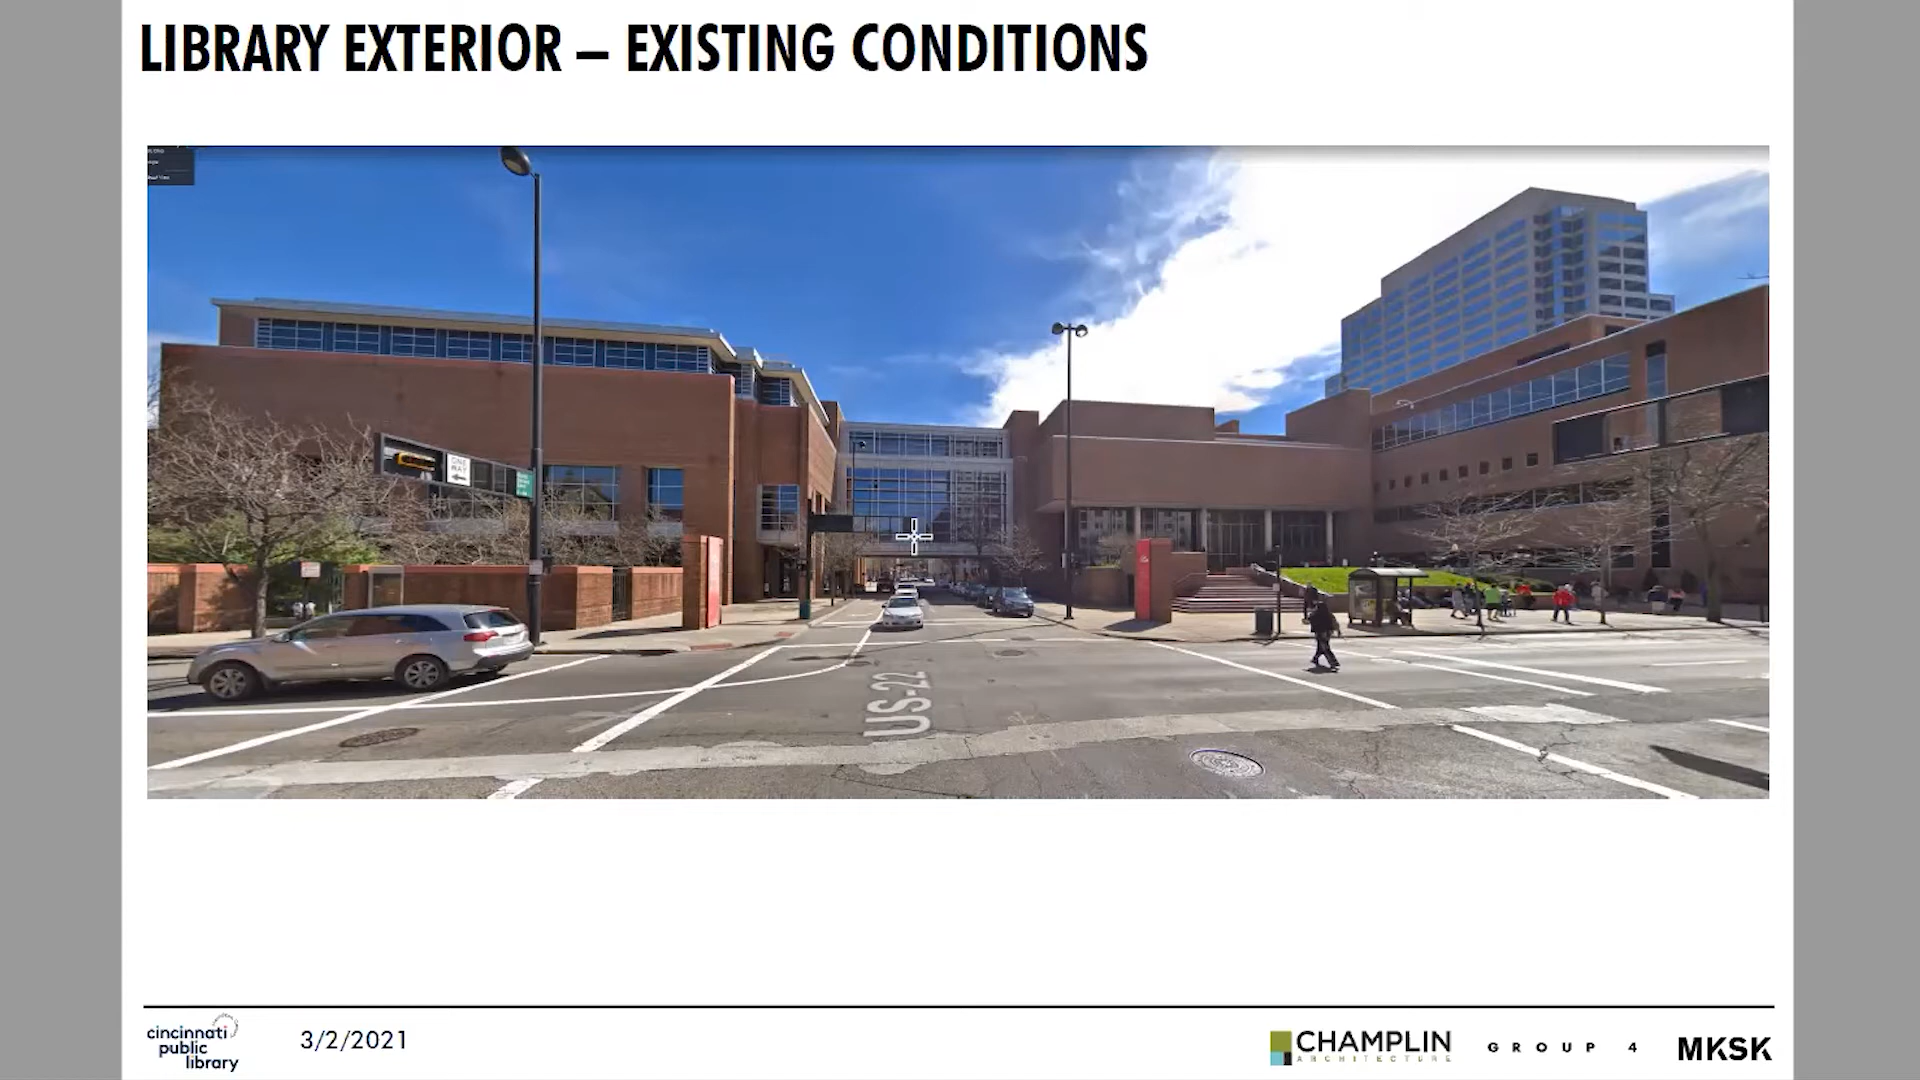 LIBRARY EXTERIOR – EXISTING CONDITIONS
ONE
WAY
US-22
cincinnati
public
library
3/2/2021
CHAMPLIN
ARCHITECTURE
GROUP 4
MKSK